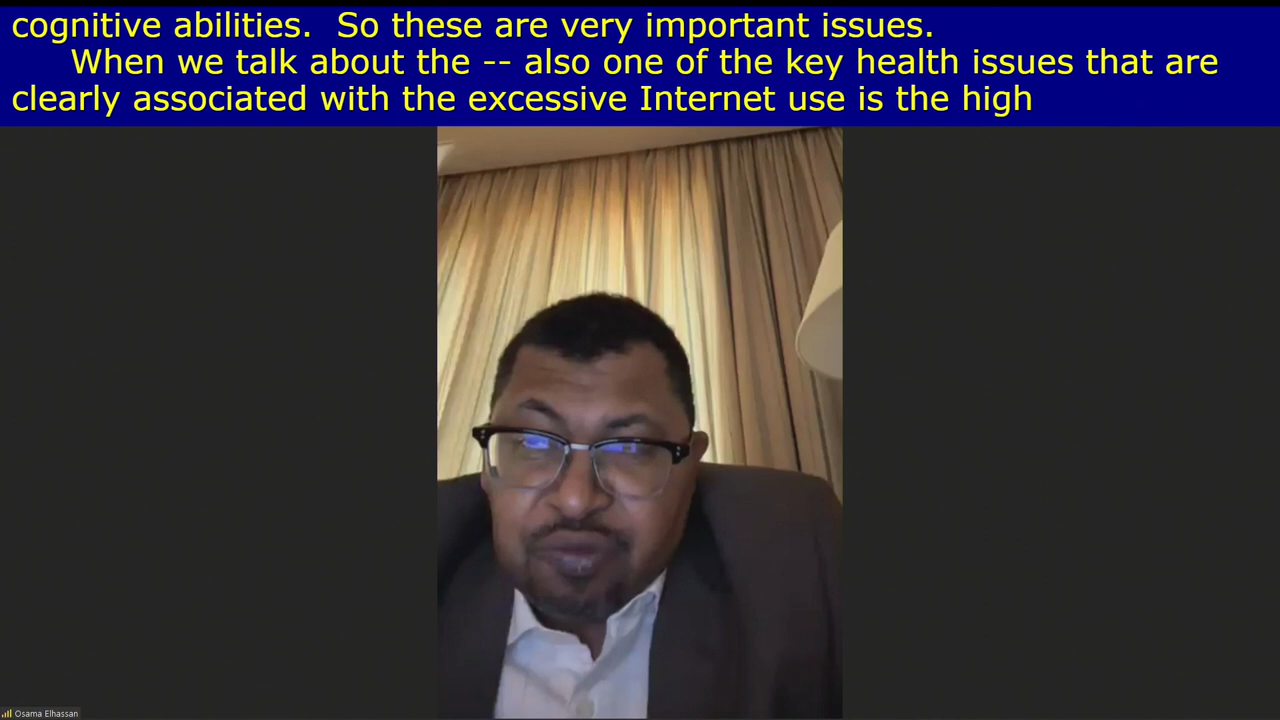 cognitive abilities.  So these are very important issues.
When we talk about the -- also one of the key health issues that are
clearly associated with the excessive Internet use is the high
Osama Elhassan